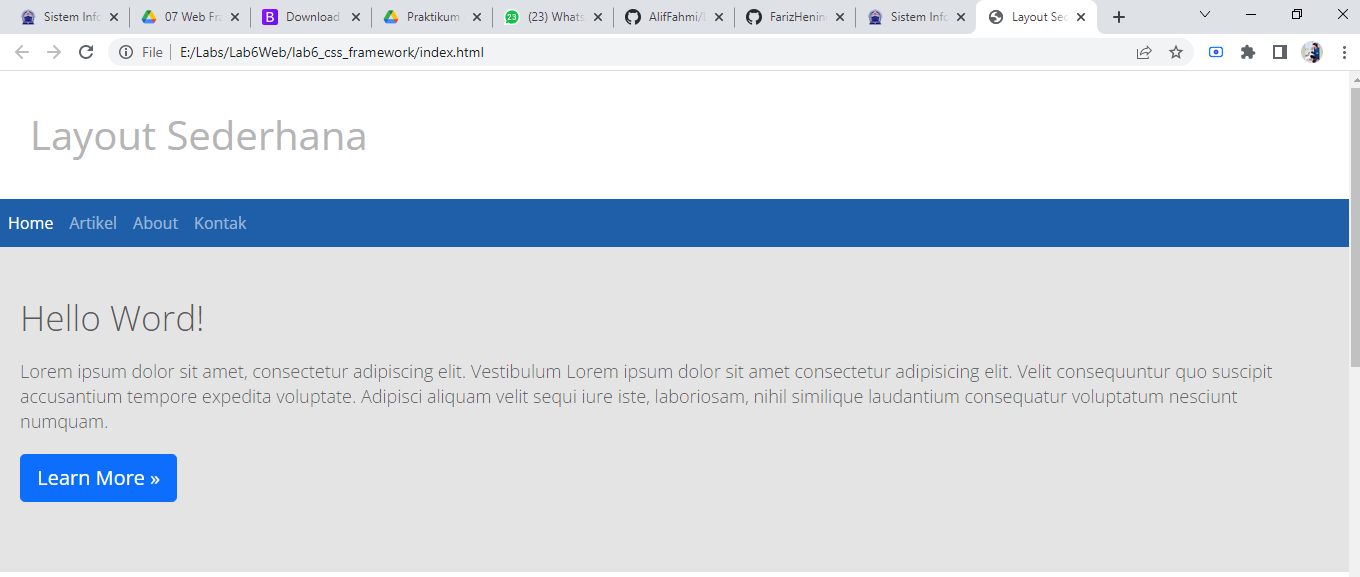 Sistem Info
07 Web Fra
Download
Praktikum
(23) Whats
AlifFahmi/L
FarizHenin
Sistem Info
Layout Sed
File E:/Labs/Lab6Web/lab6_css_framework/index.html
Layout Sederhana
Home Artikel About Kontak
Hello Word!
Lorem ipsum dolor sit amet, consectetur adipiscing elit. Vestibulum Lorem ipsum dolor sit amet consectetur adipisicing elit. Velit consequuntur quo suscipit
accusantium tempore expedita voluptate. Adipisci aliquam velit sequi iure iste, laboriosam, nihil similique laudantium consequatur voluptatum nesciunt
numquam.
Learn More »